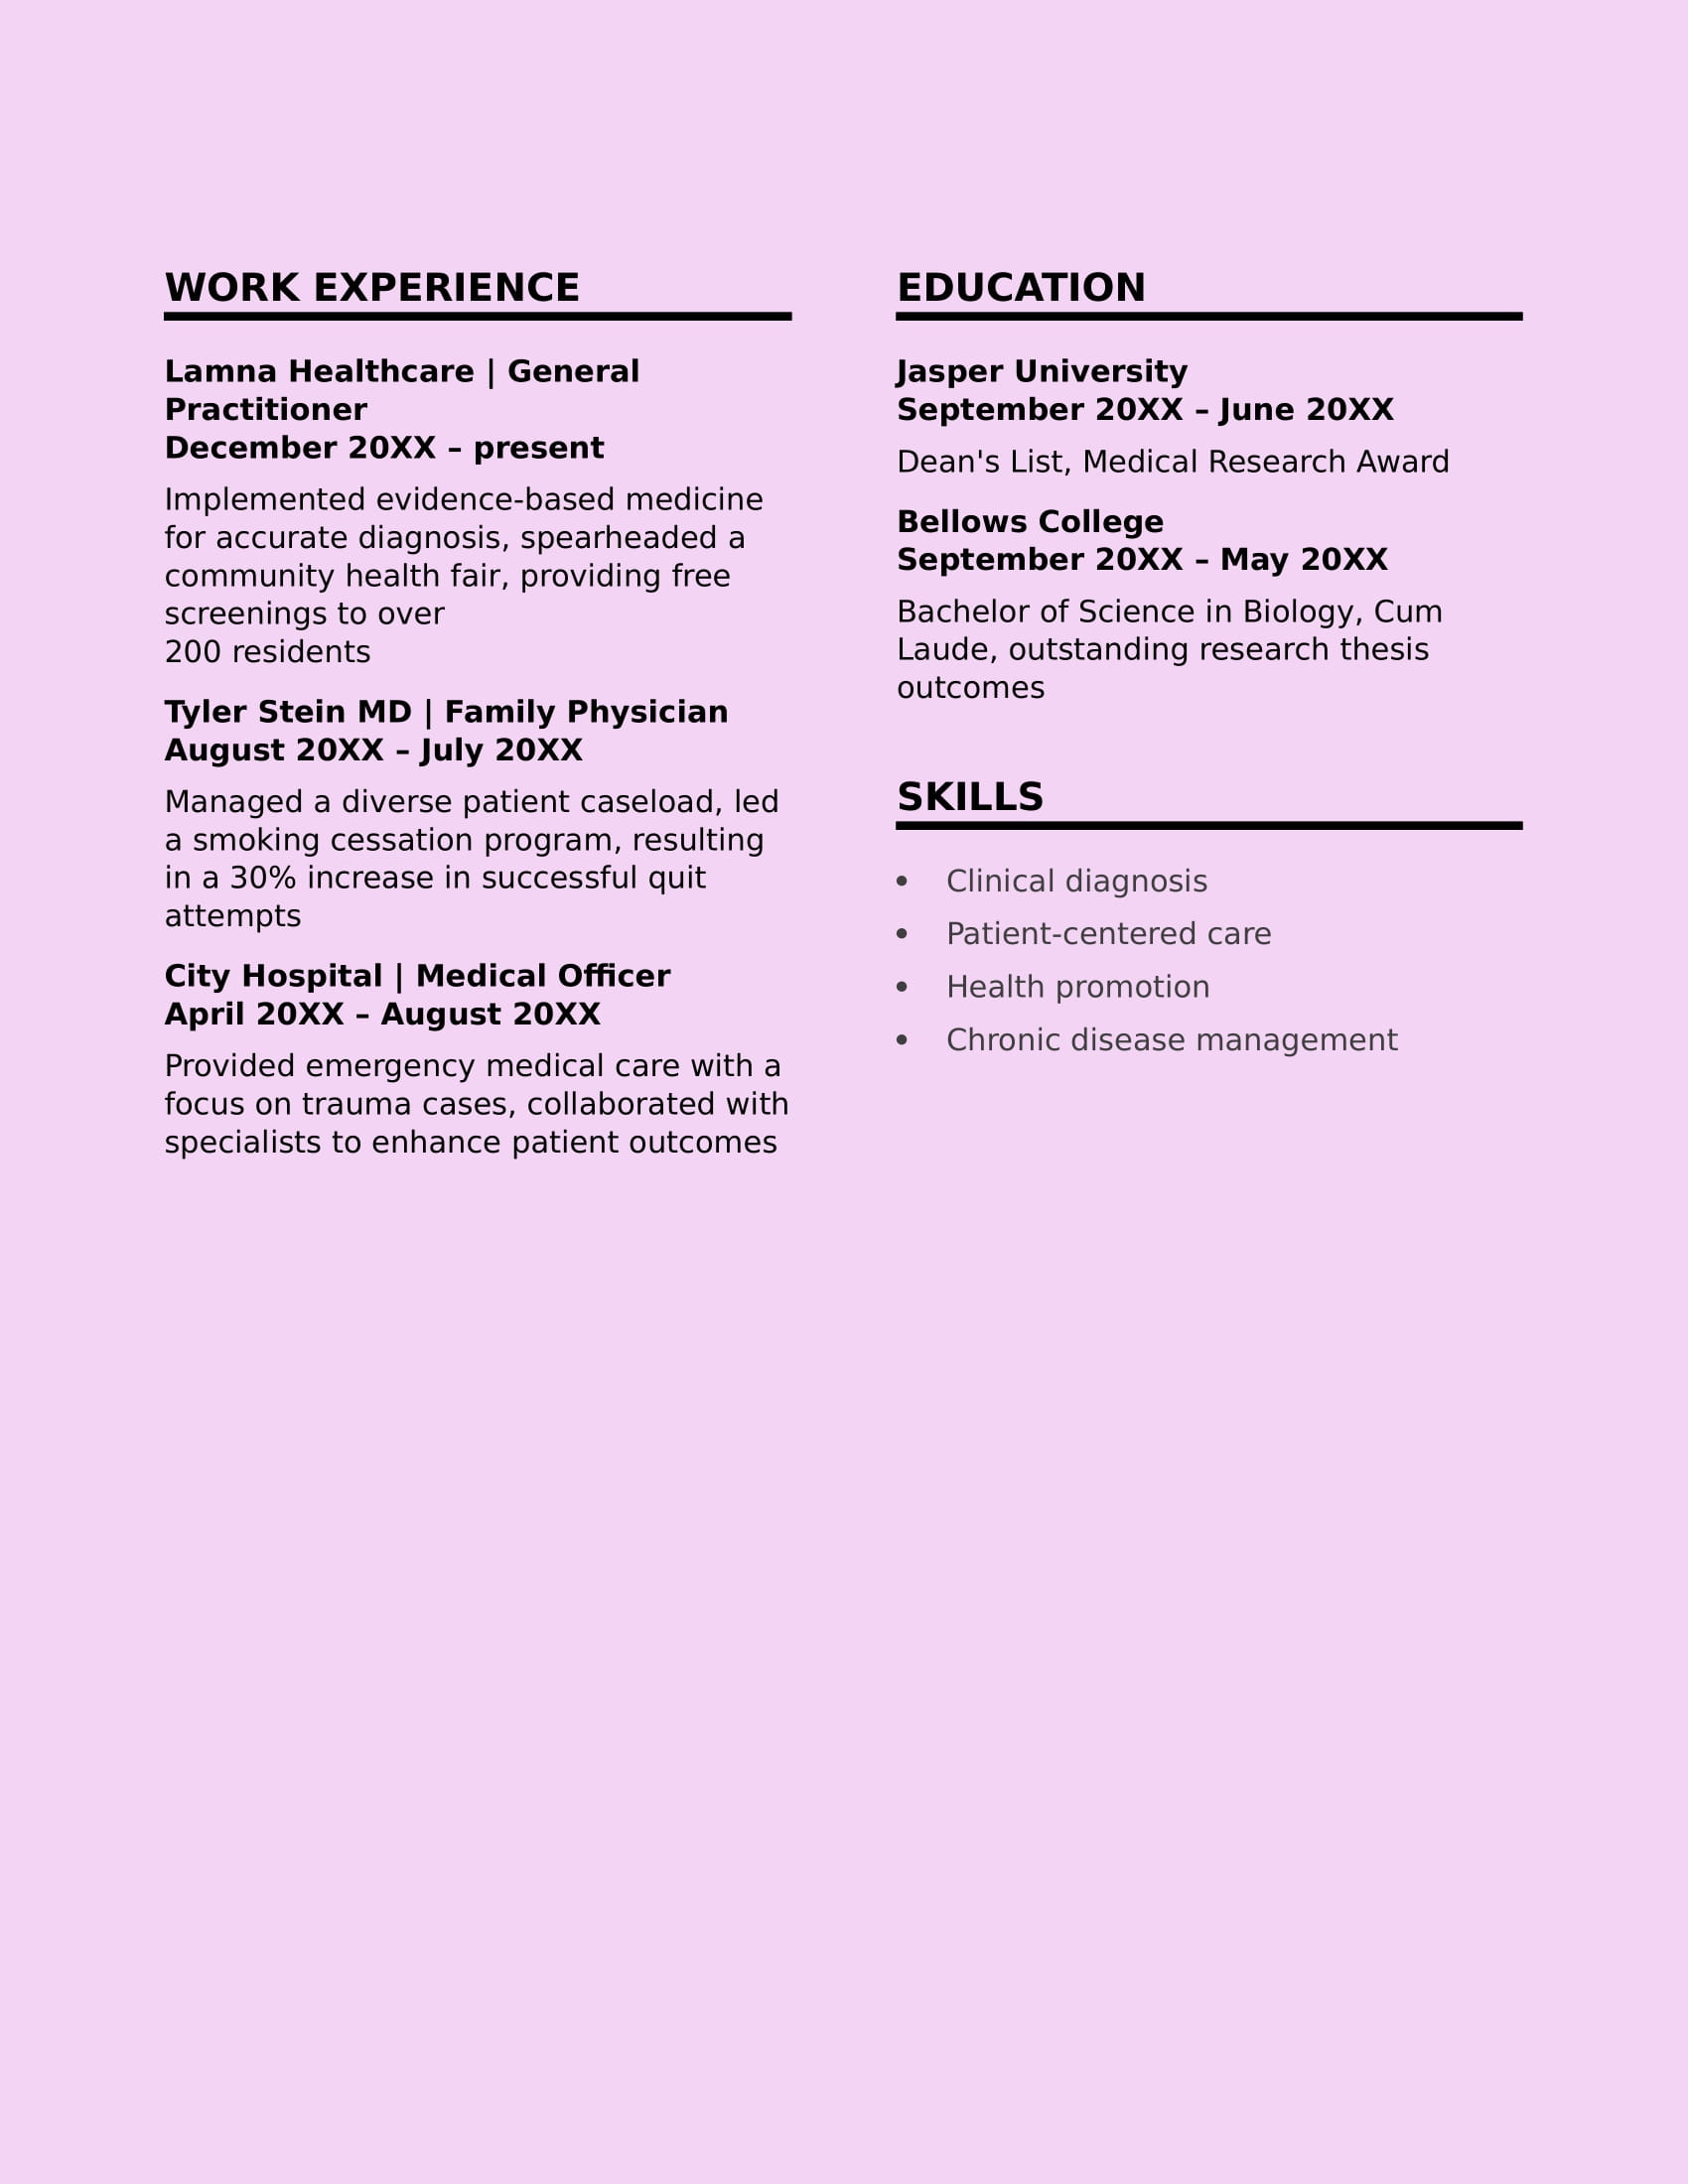 WORK EXPERIENCE
Lamna Healthcare | General
Practitioner
December 20XX – present
Implemented evidence-based medicine
for accurate diagnosis, spearheaded a
community health fair, providing free
screenings to over
200 residents
Tyler Stein MD | Family Physician
August 20XX – July 20XX
Managed a diverse patient caseload, led
a smoking cessation program, resulting
in a 30% increase in successful quit
attempts
City Hospital | Medical Officer
April 20XX – August 20XX
Provided emergency medical care with a
focus on trauma cases, collaborated with
specialists to enhance patient outcomes
EDUCATION
Jasper University
September 20XX – June 20XX
Dean's List, Medical Research Award
Bellows College
September 20XX – May 20XX
Bachelor of Science in Biology, Cum
Laude, outstanding research thesis
outcomes
SKILLS
• Clinical diagnosis
• Patient-centered care
• Health promotion
• Chronic disease management